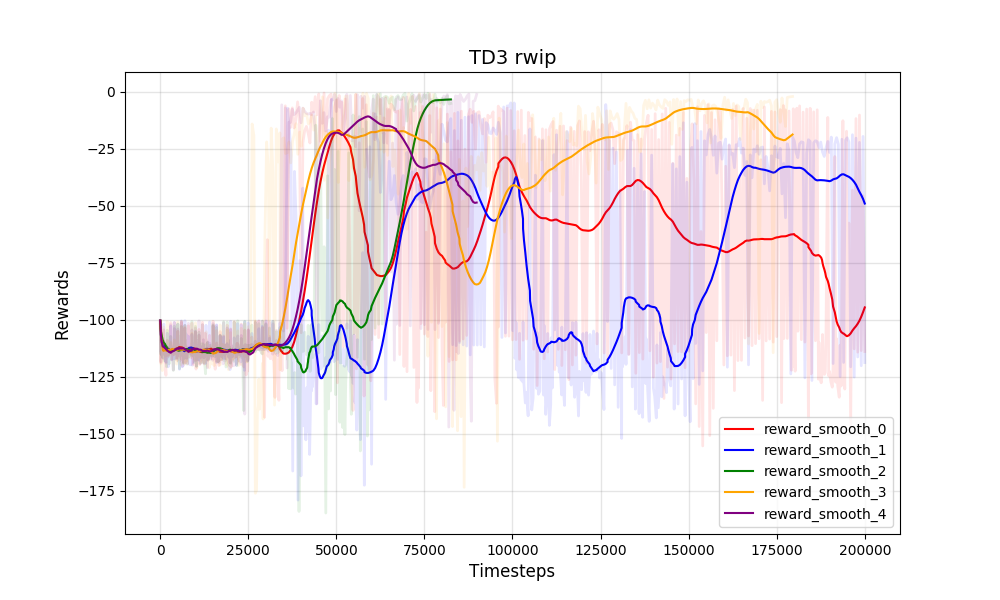 TD3 rwip
Rewards
0
−25
−50
−75
−100
−125
−150
−175
0 25000 50000 75000 100000 125000 150000 175000 200000
Timesteps
reward_smooth_0
reward_smooth_1
reward_smooth_2
reward_smooth_3
reward_smooth_4